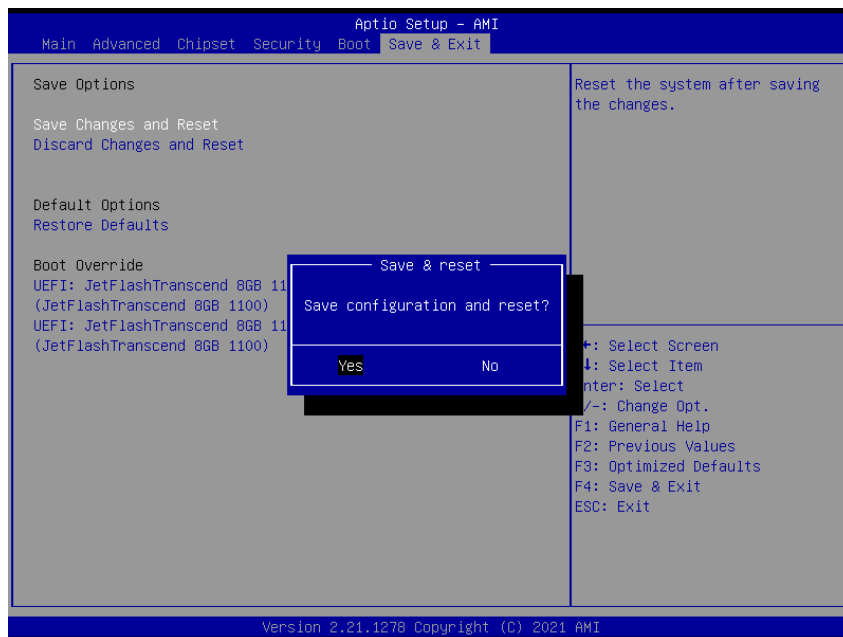 Aptio Setup – AMI
Main Advanced Chipset Security Boot Save & Exit
Save Options
Save Changes and Reset
Discard Changes and Reset
Default Options
Restore Defaults
Boot Override
UEFI: JetFlashTranscend 8GB 11
(JetFlashTranscend 8GB 1100)
UEFI: JetFlashTranscend 8GB 11
(JetFlashTranscend 8GB 1100)
Save & reset
Save configuration and reset?
Yes No
Reset the system after saving
the changes.
: Select Screen
: Select Item
nter: Select
/-: Change Opt.
F1: General Help
F2: Previous Values
F3: Optimized Defaults
F4: Save & Exit
ESC: Exit
Version 2.21.1278 Copyright (C) 2021 AMI